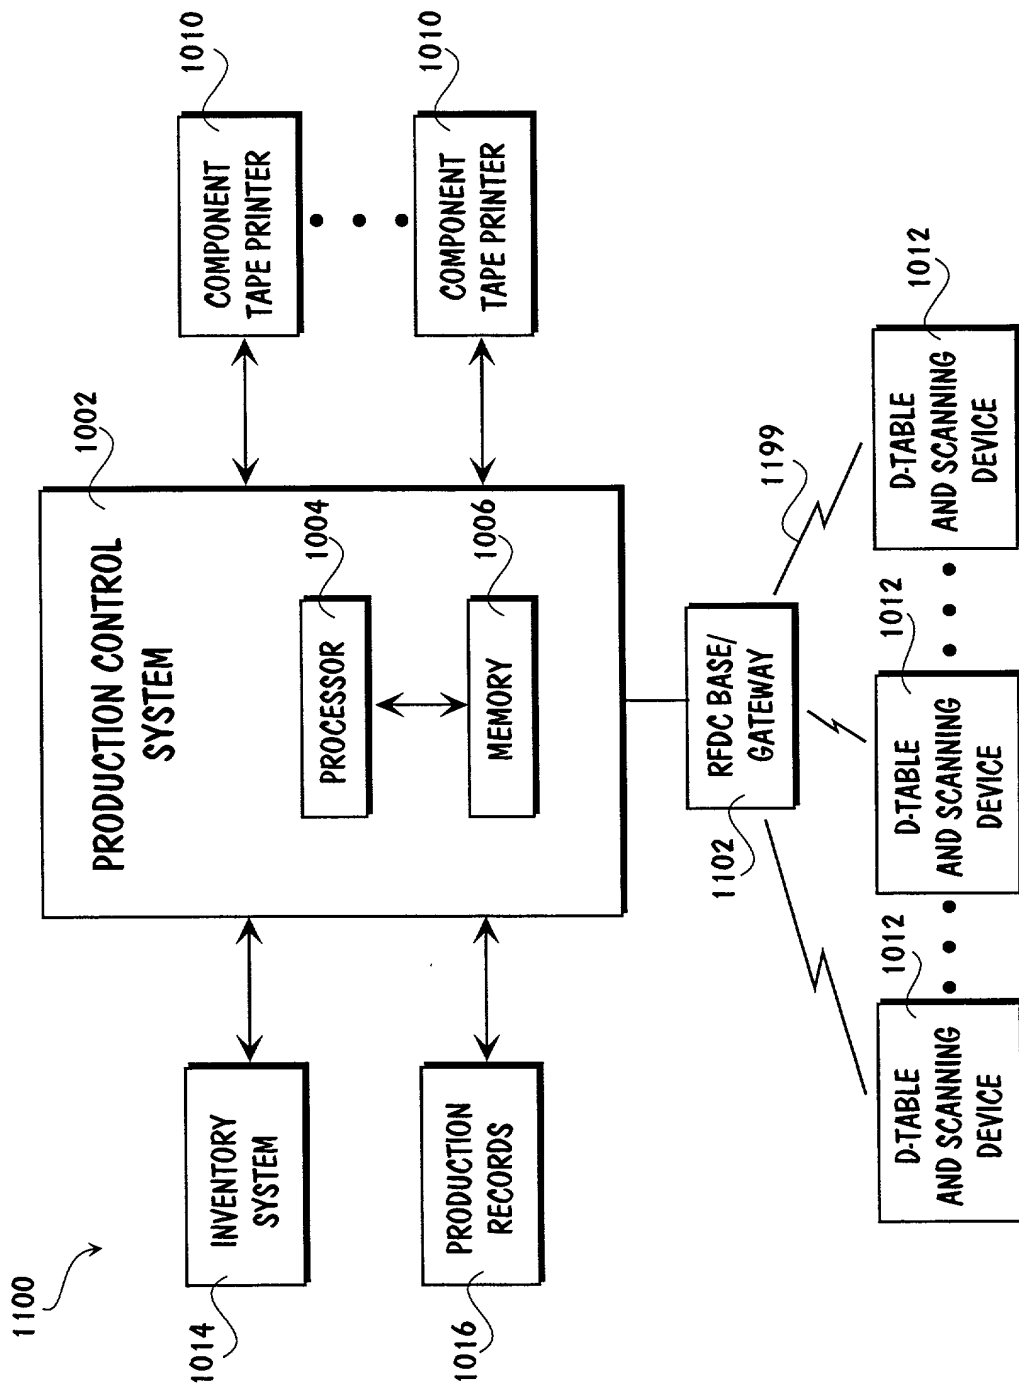 1100
INVENTORY
SYSTEM
1014
PRODUCTION
RECORDS
1016
PRODUCTION CONTROL
SYSTEM
1002
PROCESSOR
1004
MEMORY
1006
COMPONENT
TAPE PRINTER
1010
COMPONENT
TAPE PRINTER
1010
RFDC BASE/
GATEWAY
1102
1199
D-TABLE
AND SCANNING
DEVICE
1012
D-TABLE
AND SCANNING
DEVICE
1012
D-TABLE
AND SCANNING
DEVICE
1012